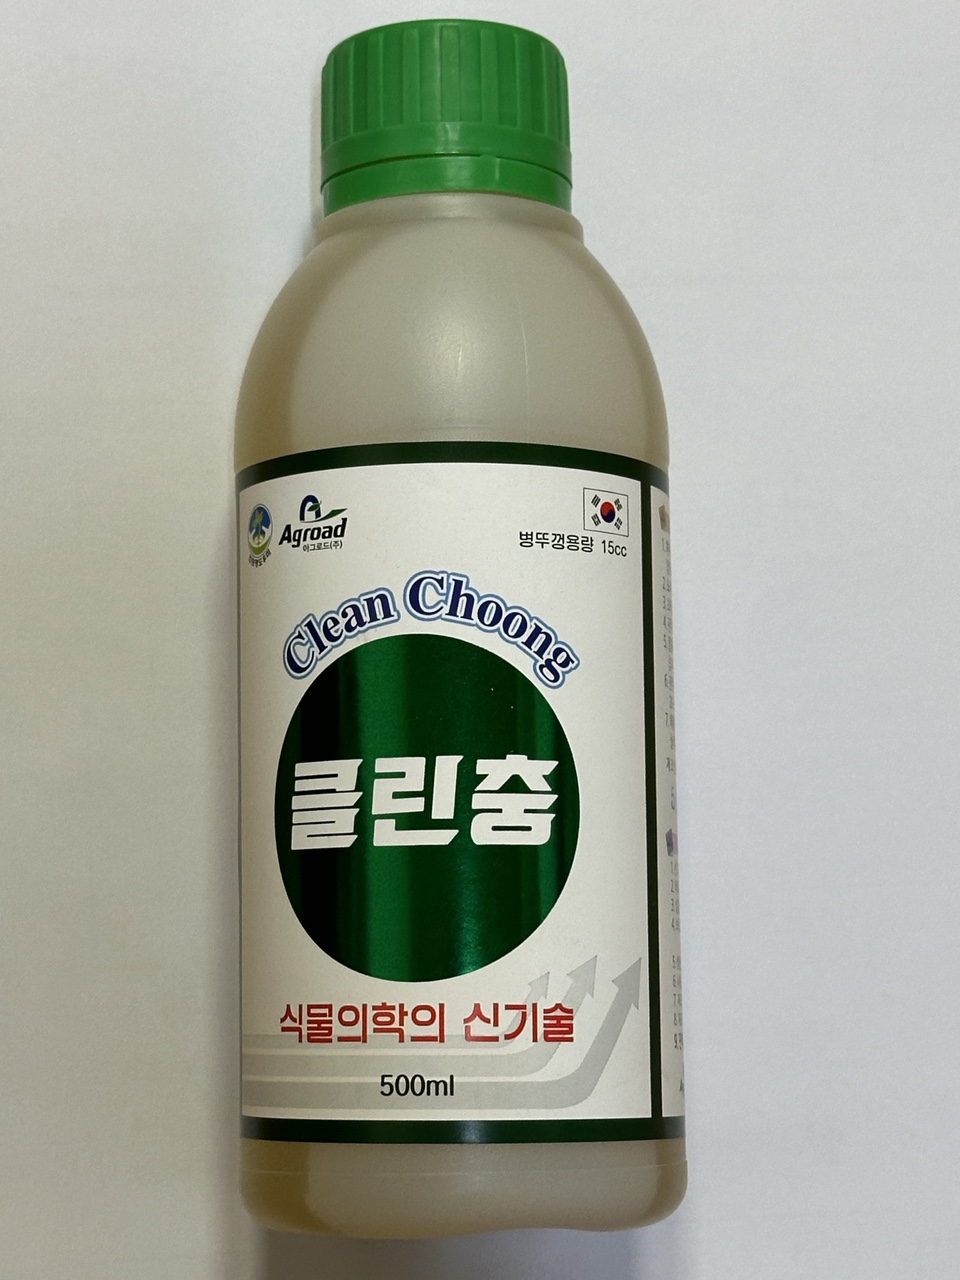 Agroad
아그로드(주)
병뚜껑용량 15cc
Clean Choong
클린충
식물의학의 신기술
500ml